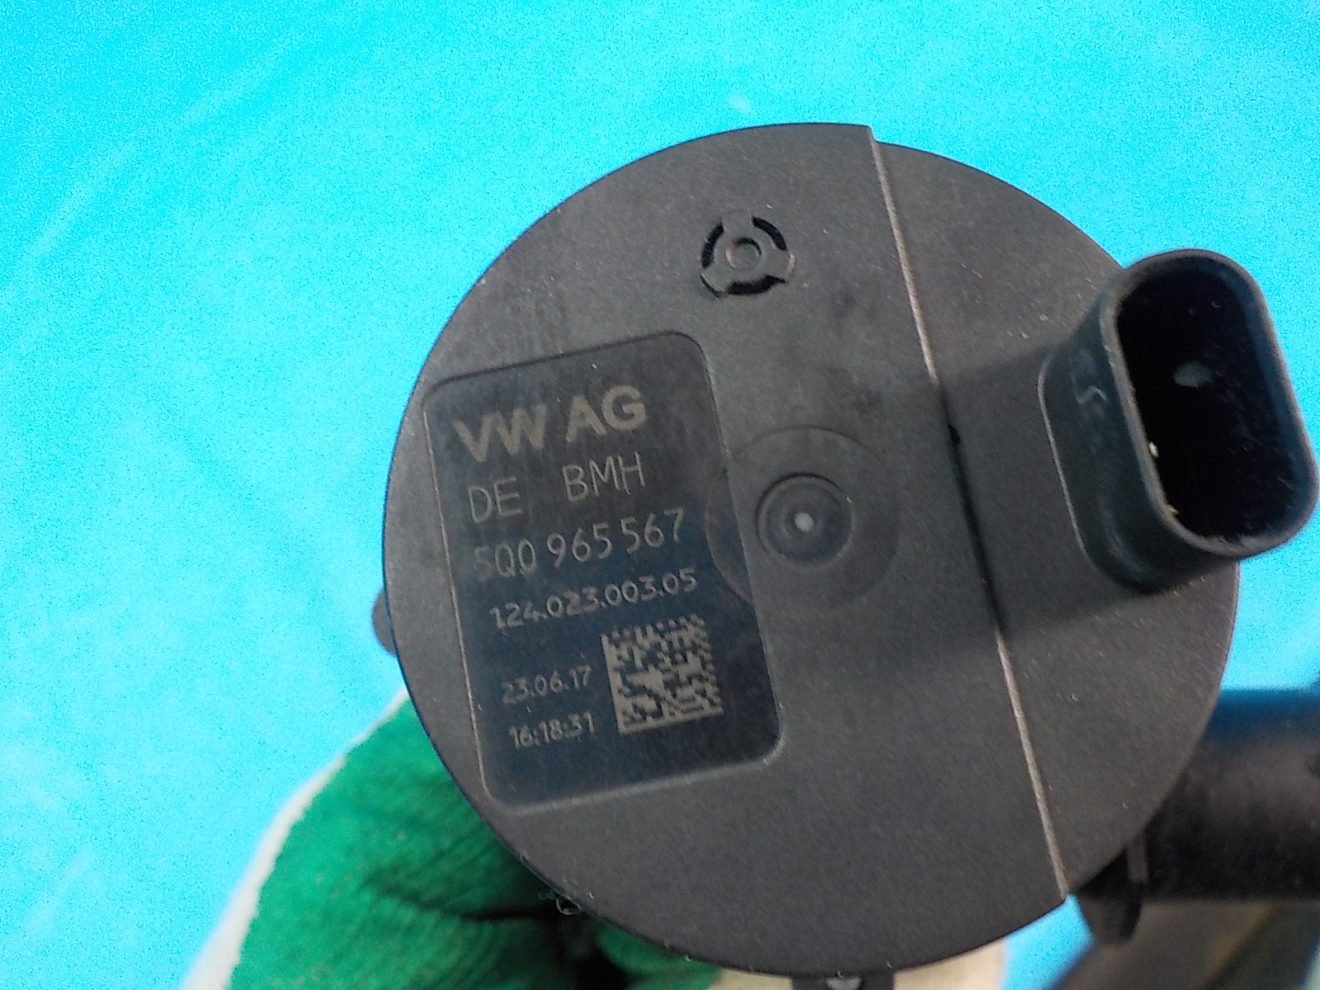 VW AG
DE BMH
5Q0 965 567
124.023.003.05
23.06.17
16:18:31